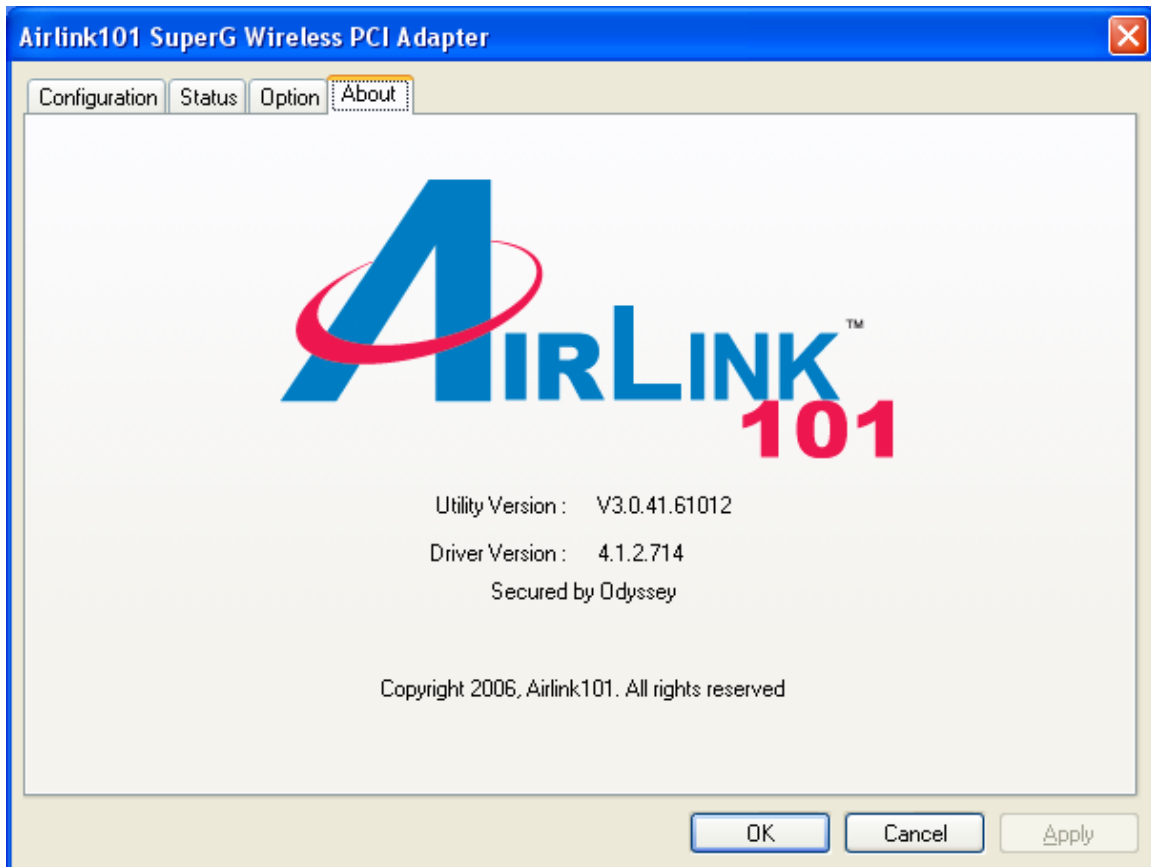 Airlink101 SuperG Wireless PCI Adapter
Configuration Status Option About
AIRLINK™
101
Utility Version : V3.0.41.61012
Driver Version : 4.1.2.714
Secured by Odyssey
Copyright 2006, Airlink101. All rights reserved
OK Cancel Apply